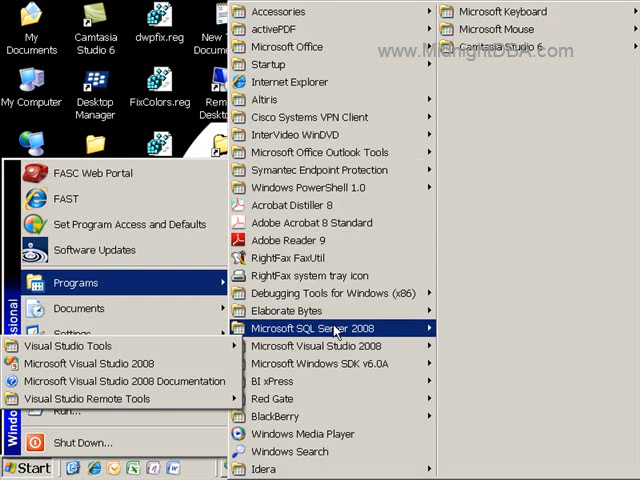 My Documents
Camtasia Studio 6
dwpfix.reg
New
My Computer
Desktop Manager
FixColors.reg
Remo
Des
FASC Web Portal
FAST
Set Program Access and Defaults
Software Updates
Programs
Documents
Settings
Visual Studio Tools
Microsoft Visual Studio 2008
Microsoft Visual Studio 2008 Documentation
Visual Studio Remote Tools
Run...
Shut Down...
Start
Accessories
activePDF
Microsoft Office
Startup
Internet Explorer
Altiris
Cisco Systems VPN Client
InterVideo WinDVD
Microsoft Office Outlook Tools
Symantec Endpoint Protection
Windows PowerShell 1.0
Acrobat Distiller 8
Adobe Acrobat 8 Standard
Adobe Reader 9
RightFax FaxUtil
RightFax system tray icon
Debugging Tools for Windows (x86)
Elaborate Bytes
Microsoft SQL Server 2008
Microsoft Visual Studio 2008
Microsoft Windows SDK v6.0A
BI xPress
Red Gate
BlackBerry
Windows Media Player
Windows Search
Idera
Microsoft Keyboard
Microsoft Mouse
Camtasia Studio 6
www.MidnightDBA.com